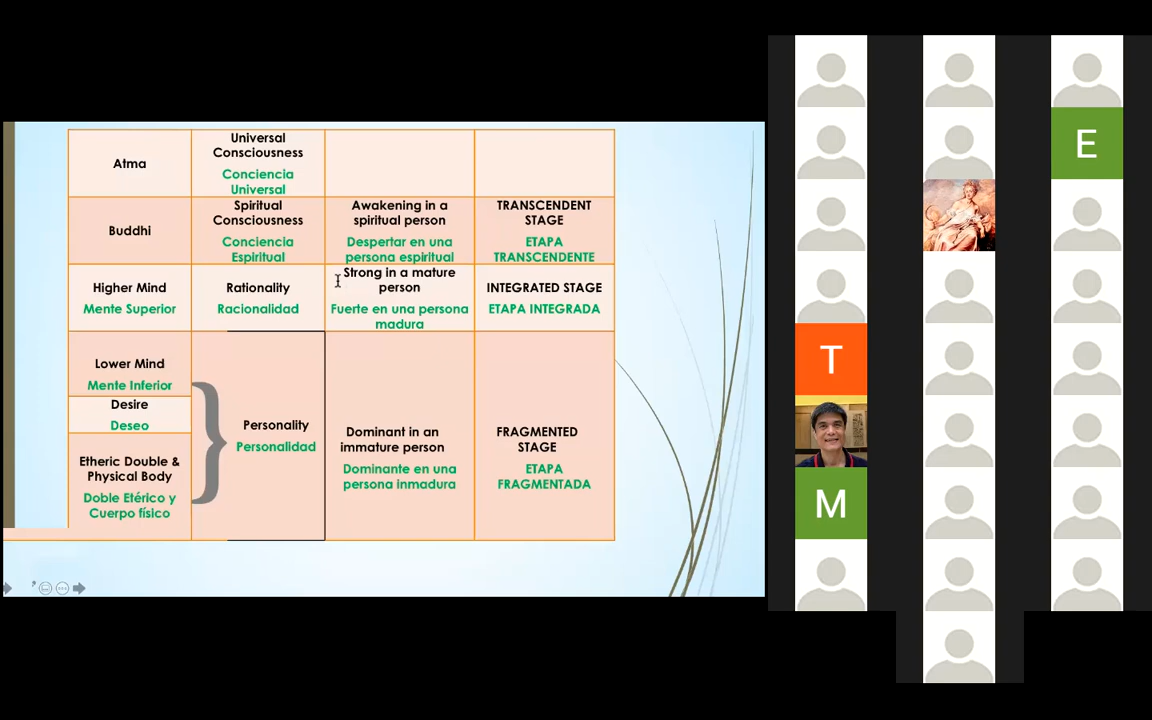 Atma
Universal
Consciousness
Conciencia
Universal
Buddhi
Spiritual
Consciousness
Conciencia
Espiritual
Awakening in a
spiritual person
Despertar en una
persona espiritual
TRANSCENDENT
STAGE
ETAPA
TRANSCENDENTE
Higher Mind
Mente Superior
Rationality
Racionalidad
Strong in a mature
person
Fuerte en una persona
madura
INTEGRATED STAGE
ETAPA INTEGRADA
Lower Mind
Mente Inferior
Desire
Deseo
Etheric Double &
Physical Body
Doble Etérico y
Cuerpo físico
Personality
Personalidad
Dominant in an
immature person
Dominante en una
persona inmadura
FRAGMENTED
STAGE
ETAPA
FRAGMENTADA
E
T
M